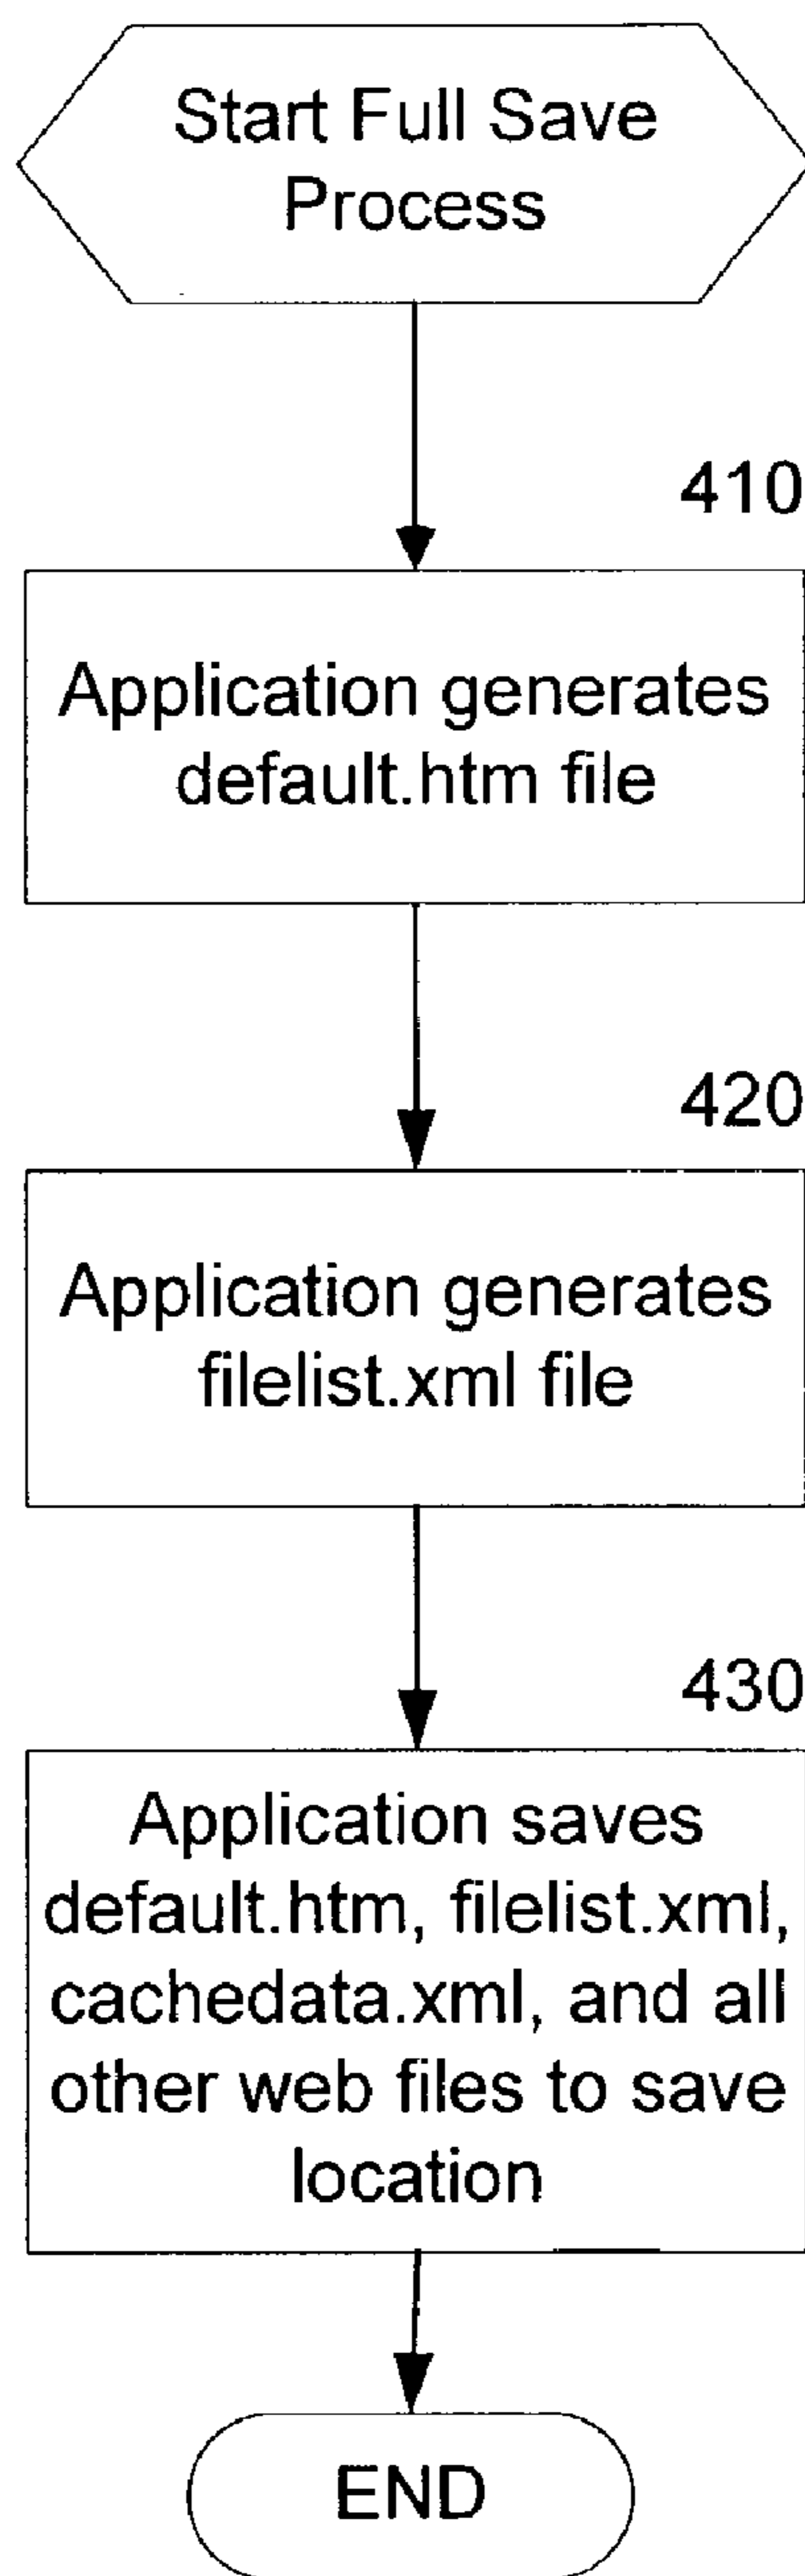 Start Full Save
Process
410
Application generates
default.htm file
420
Application generates
filelist.xml file
430
Application saves
default.htm, filelist.xml,
cachedata.xml, and all
other web files to save
location
END